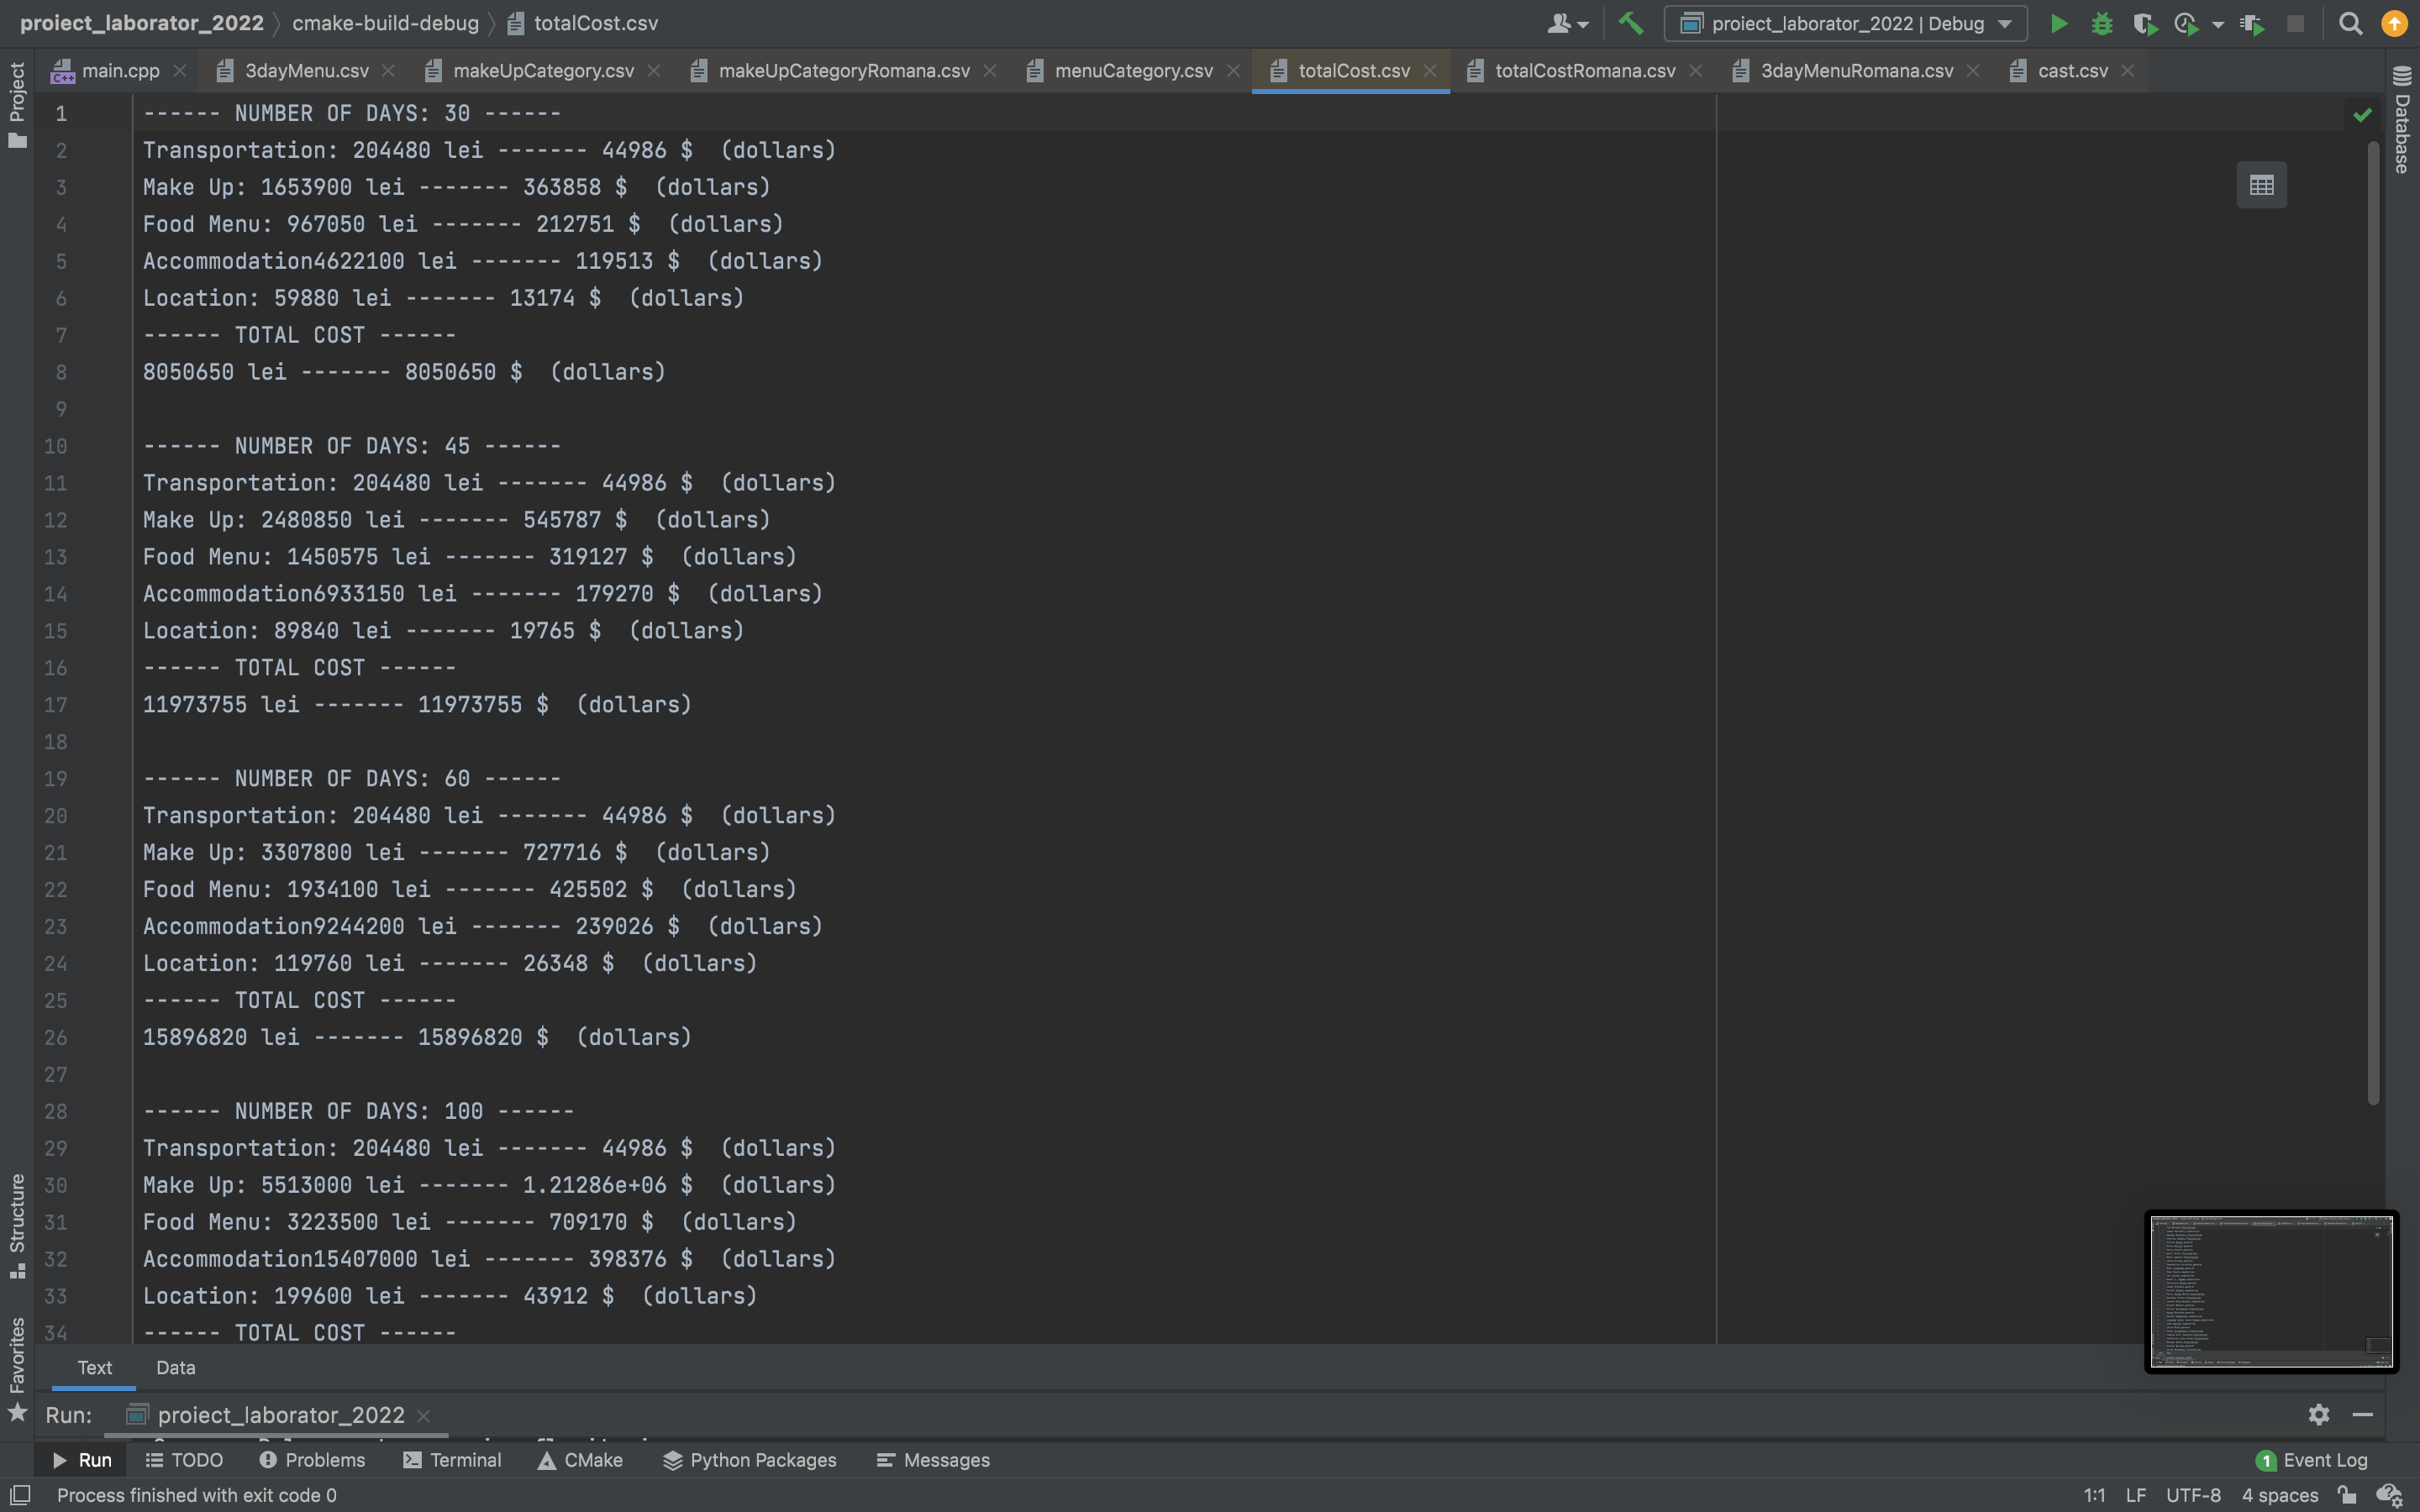 proiect_laborator_2022 cmake-build-debug totalCost.csv proiect_laborator_2022 | Debug
main.cpp 3dayMenu.csv makeUpCategory.csv makeUpCategoryRomana.csv menuCategory.csv totalCost.csv totalCostRomana.csv 3dayMenuRomana.csv cast.csv
Project
Database
1 ------ NUMBER OF DAYS: 30 ------
2 Transportation: 204480 lei ------- 44986 $  (dollars)
3 Make Up: 1653900 lei ------- 363858 $  (dollars)
4 Food Menu: 967050 lei ------- 212751 $  (dollars)
5 Accommodation4622100 lei ------- 119513 $  (dollars)
6 Location: 59880 lei ------- 13174 $  (dollars)
7 ------ TOTAL COST ------
8 8050650 lei ------- 8050650 $  (dollars)
9
10 ------ NUMBER OF DAYS: 45 ------
11 Transportation: 204480 lei ------- 44986 $  (dollars)
12 Make Up: 2480850 lei ------- 545787 $  (dollars)
13 Food Menu: 1450575 lei ------- 319127 $  (dollars)
14 Accommodation6933150 lei ------- 179270 $  (dollars)
15 Location: 89840 lei ------- 19765 $  (dollars)
16 ------ TOTAL COST ------
17 11973755 lei ------- 11973755 $  (dollars)
18
19 ------ NUMBER OF DAYS: 60 ------
20 Transportation: 204480 lei ------- 44986 $  (dollars)
21 Make Up: 3307800 lei ------- 727716 $  (dollars)
22 Food Menu: 1934100 lei ------- 425502 $  (dollars)
23 Accommodation9244200 lei ------- 239026 $  (dollars)
24 Location: 119760 lei ------- 26348 $  (dollars)
25 ------ TOTAL COST ------
26 15896820 lei ------- 15896820 $  (dollars)
27
28 ------ NUMBER OF DAYS: 100 ------
29 Transportation: 204480 lei ------- 44986 $  (dollars)
30 Make Up: 5513000 lei ------- 1.21286e+06 $  (dollars)
31 Food Menu: 3223500 lei ------- 709170 $  (dollars)
32 Accommodation15407000 lei ------- 398376 $  (dollars)
33 Location: 199600 lei ------- 43912 $  (dollars)
34 ------ TOTAL COST ------
Structure
Favorites
Text Data
Run: proiect_laborator_2022
Run TODO Problems Terminal CMake Python Packages Messages 1 Event Log
Process finished with exit code 0 1:1 LF UTF-8 4 spaces